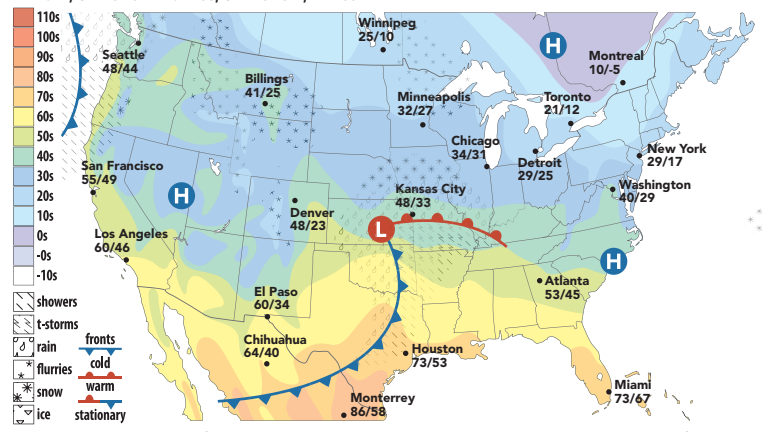 110s
100s
90s
80s
70s
60s
50s
40s
30s
20s
10s
0s
-0s
-10s
showers
t-storms
rain
flurries
snow
ice
fronts
cold
warm
stationary
Winnipeg
25/10
Seattle
48/44
H
Montreal
10/-5
Billings
41/25
Minneapolis
32/27
Toronto
21/12
Chicago
34/31
Detroit
29/25
New York
29/17
San Francisco
55/49
H
Kansas City
48/33
Washington
40/29
Denver
48/23
L
Los Angeles
60/46
H
El Paso
60/34
Atlanta
53/45
Chihuahua
64/40
Houston
73/53
Monterrey
86/58
Miami
73/67